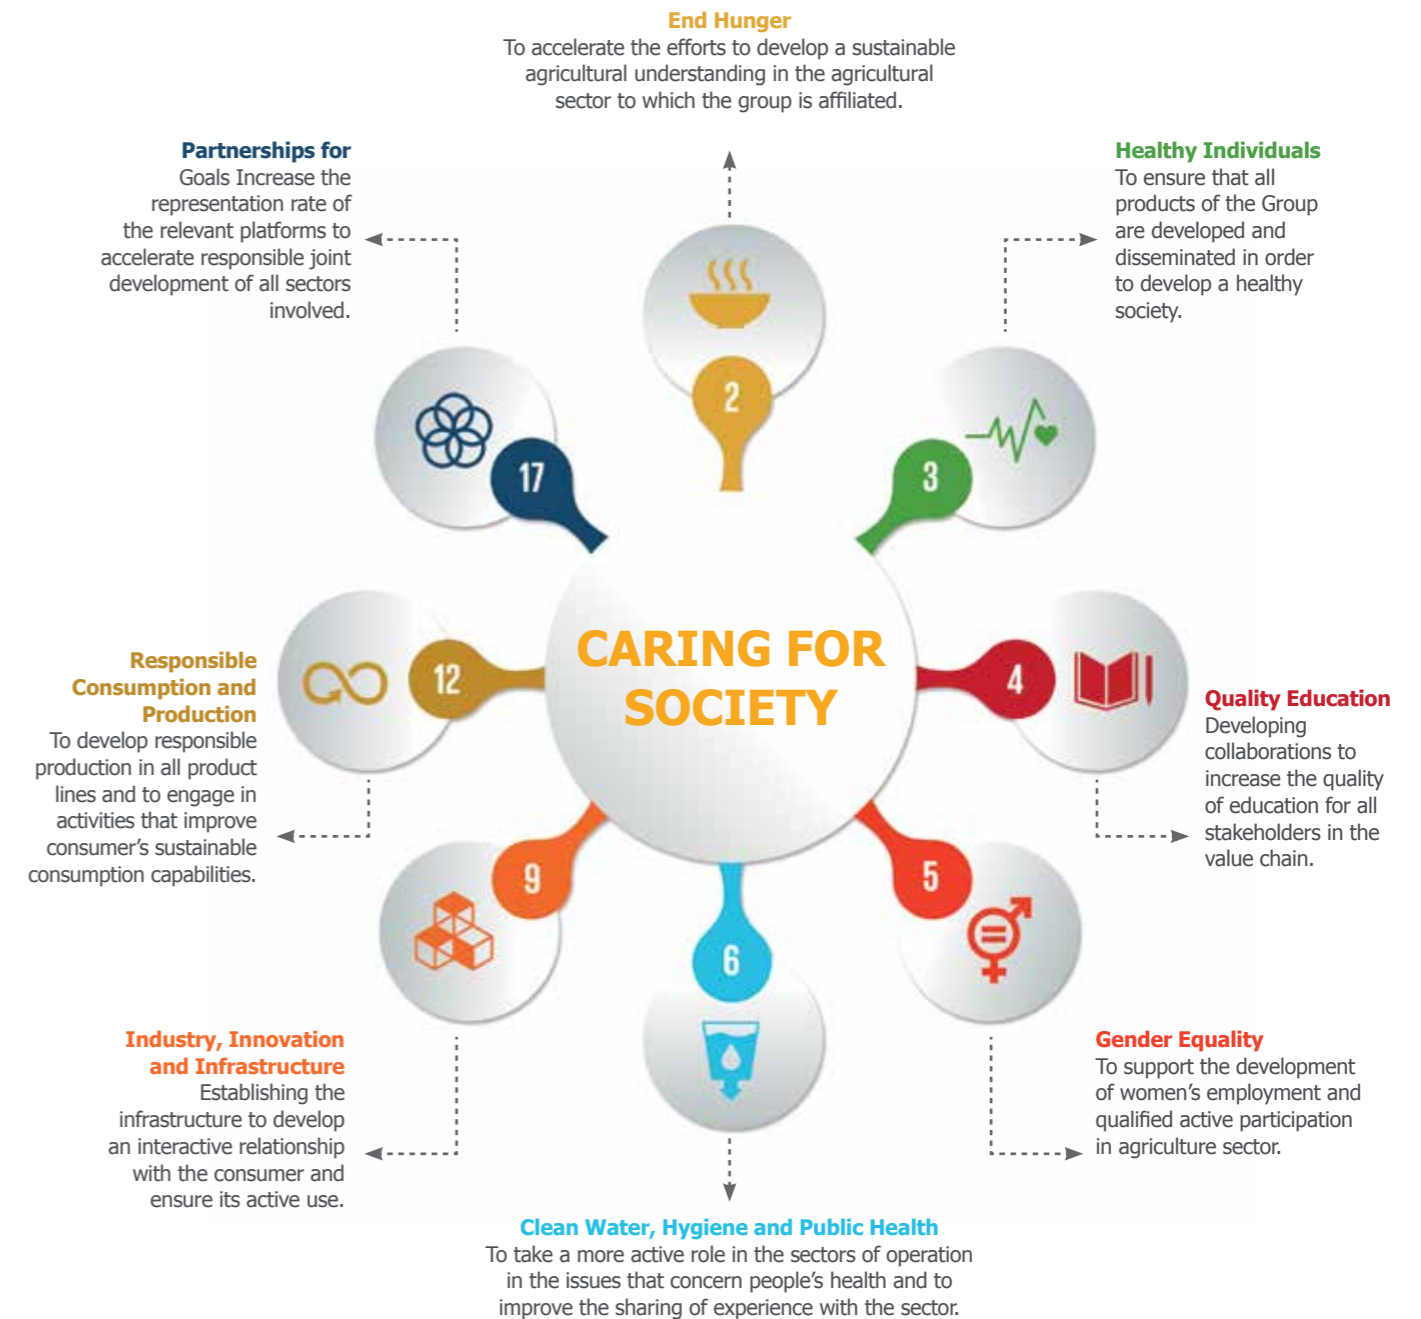 End Hunger
To accelerate the efforts to develop a sustainable
agricultural understanding in the agricultural
sector to which the group is affiliated.
Partnerships for
Goals Increase the
representation rate of
the relevant platforms to
accelerate responsible joint
development of all sectors
involved.
Healthy Individuals
To ensure that all
products of the Group
are developed and
disseminated in order
to develop a healthy
society.
2
17
3
CARING FOR
SOCIETY
12
4
Responsible
Consumption and
Production
To develop responsible
production in all product
lines and to engage in
activities that improve
consumer’s sustainable
consumption capabilities.
Quality Education
Developing
collaborations to
increase the quality
of education for all
stakeholders in the
value chain.
9
5
6
Industry, Innovation
and Infrastructure
Establishing the
infrastructure to develop
an interactive relationship
with the consumer and
ensure its active use.
Gender Equality
To support the development
of women’s employment and
qualified active participation
in agriculture sector.
Clean Water, Hygiene and Public Health
To take a more active role in the sectors of operation
in the issues that concern people’s health and to
improve the sharing of experience with the sector.